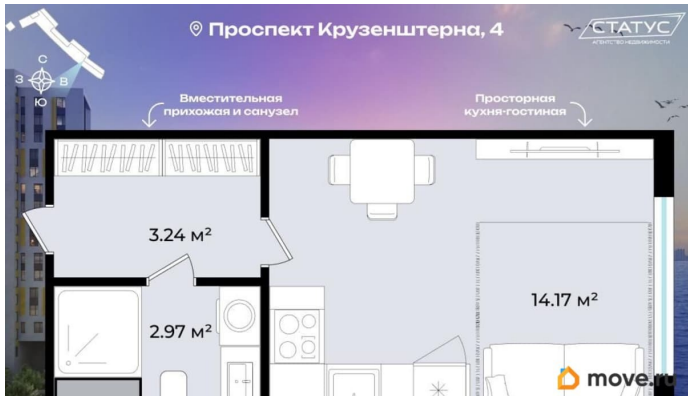 Проспект Крузенштерна, 4
СТАТУС
АГЕНТСТВО НЕДВИЖИМОСТИ
С
З
В
Ю
Вместительная
прихожая и санузел
Просторная
кухня-гостиная
3.24 м²
14.17 м²
2.97 м²
move.ru